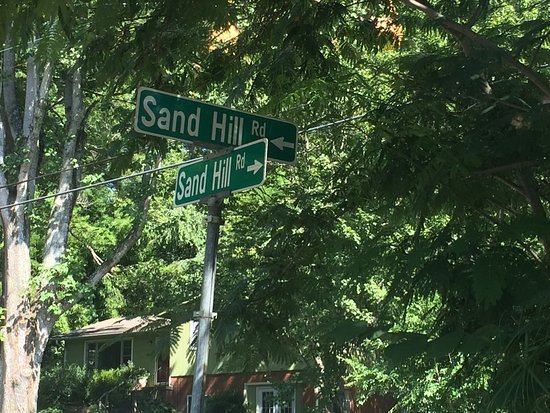 Sand Hill Rd ←
Sand Hill Rd →